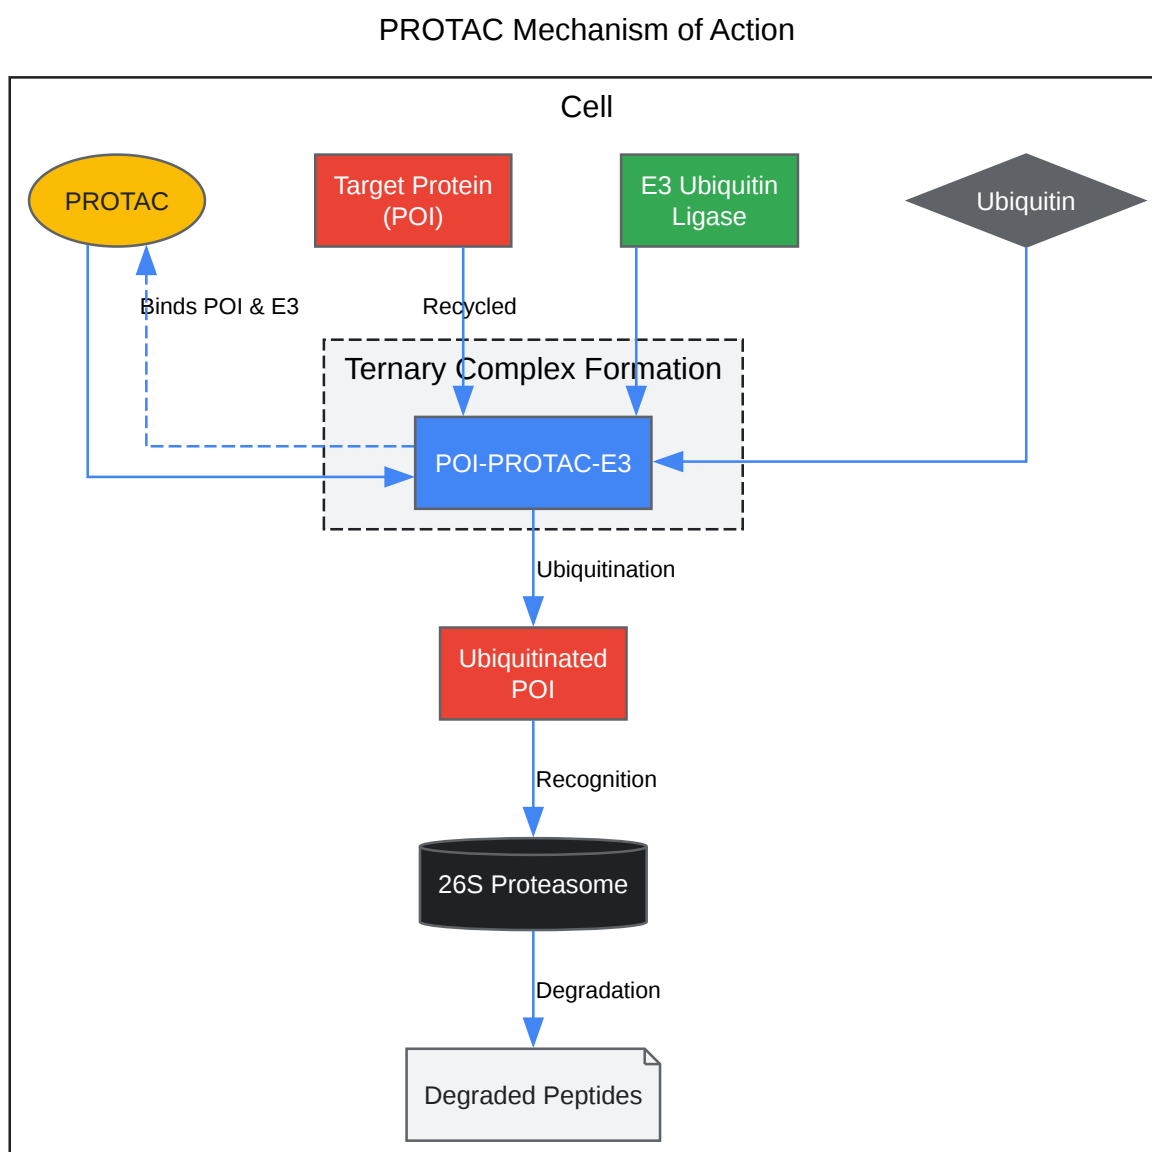 PROTAC Mechanism of Action
Cell
PROTAC
Target Protein
(POI)
E3 Ubiquitin
Ligase
Ubiquitin
Binds POI & E3
Recycled
Ternary Complex Formation
POI-PROTAC-E3
Ubiquitination
Ubiquitinated
POI
Recognition
26S Proteasome
Degradation
Degraded Peptides